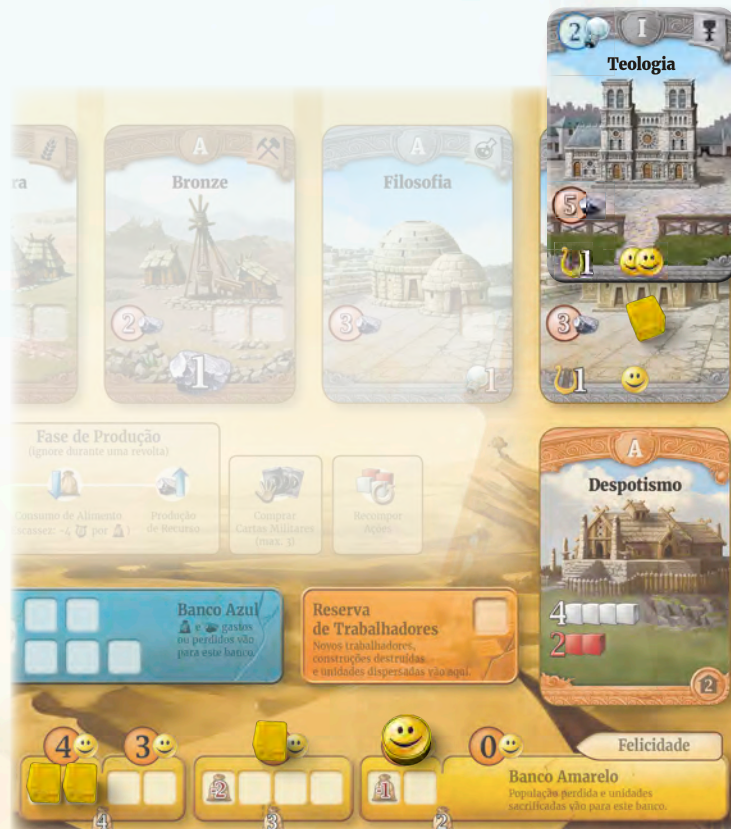 2 I
Teologia
5
1
ra
A
Bronze
2
1
A
Filosofia
3
1
3
1
Fase de Produção
(ignore durante uma revolta)
Consumo de Alimento
por
Produção
de Recurso
Comprar
Cartas Militares
(max. 3)
Recompor
Ações
A
Despotismo
4
2
2
Banco Azul
e gastos
ou perdidos vão
para este banco.
Reserva
de Trabalhadores
Novos trabalhadores,
construções destruídas
e unidades dispersadas vão aqui.
4 3 0
Felicidade
-2 -1
Banco Amarelo
População perdida e unidades
sacrificadas vão para este banco.
4 3 2